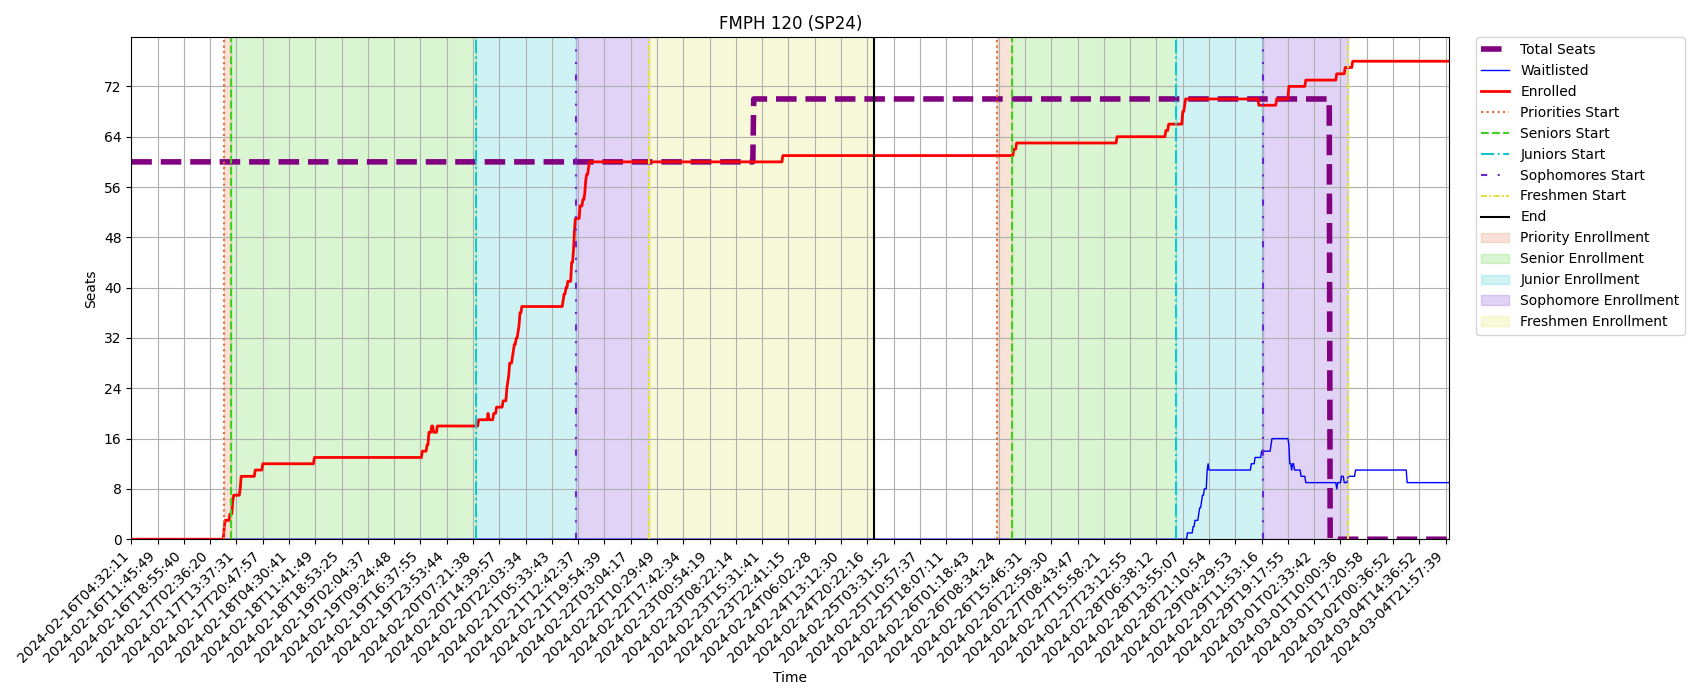 FMPH 120 (SP24)
Seats
72
64
56
48
40
32
24
16
8
0
2024-02-16T04:32:11
2024-02-16T11:45:49
2024-02-16T18:55:40
2024-02-17T02:36:20
2024-02-17T13:37:31
2024-02-17T20:47:57
2024-02-18T04:30:41
2024-02-18T11:41:49
2024-02-18T18:53:25
2024-02-19T02:04:37
2024-02-19T09:24:48
2024-02-19T16:37:55
2024-02-19T23:53:44
2024-02-20T07:21:38
2024-02-20T14:39:57
2024-02-20T22:03:34
2024-02-21T05:33:43
2024-02-21T12:42:37
2024-02-21T19:54:39
2024-02-22T03:04:17
2024-02-22T10:29:49
2024-02-22T17:42:34
2024-02-23T00:54:19
2024-02-23T08:22:14
2024-02-23T15:31:41
2024-02-23T22:41:15
2024-02-24T06:02:28
2024-02-24T13:12:30
2024-02-24T20:22:16
2024-02-25T03:31:52
2024-02-25T10:57:37
2024-02-25T18:07:11
2024-02-26T01:18:43
2024-02-26T08:34:24
2024-02-26T15:46:31
2024-02-26T22:59:30
2024-02-27T08:43:47
2024-02-27T15:58:21
2024-02-27T23:12:55
2024-02-28T06:38:12
2024-02-28T13:55:07
2024-02-28T21:10:54
2024-02-29T04:29:53
2024-02-29T11:53:16
2024-02-29T19:17:55
2024-03-01T02:33:42
2024-03-01T10:00:36
2024-03-01T17:20:58
2024-03-02T00:36:52
2024-03-04T14:36:52
2024-03-04T21:57:39
Time
Total Seats
Waitlisted
Enrolled
Priorities Start
Seniors Start
Juniors Start
Sophomores Start
Freshmen Start
End
Priority Enrollment
Senior Enrollment
Junior Enrollment
Sophomore Enrollment
Freshmen Enrollment